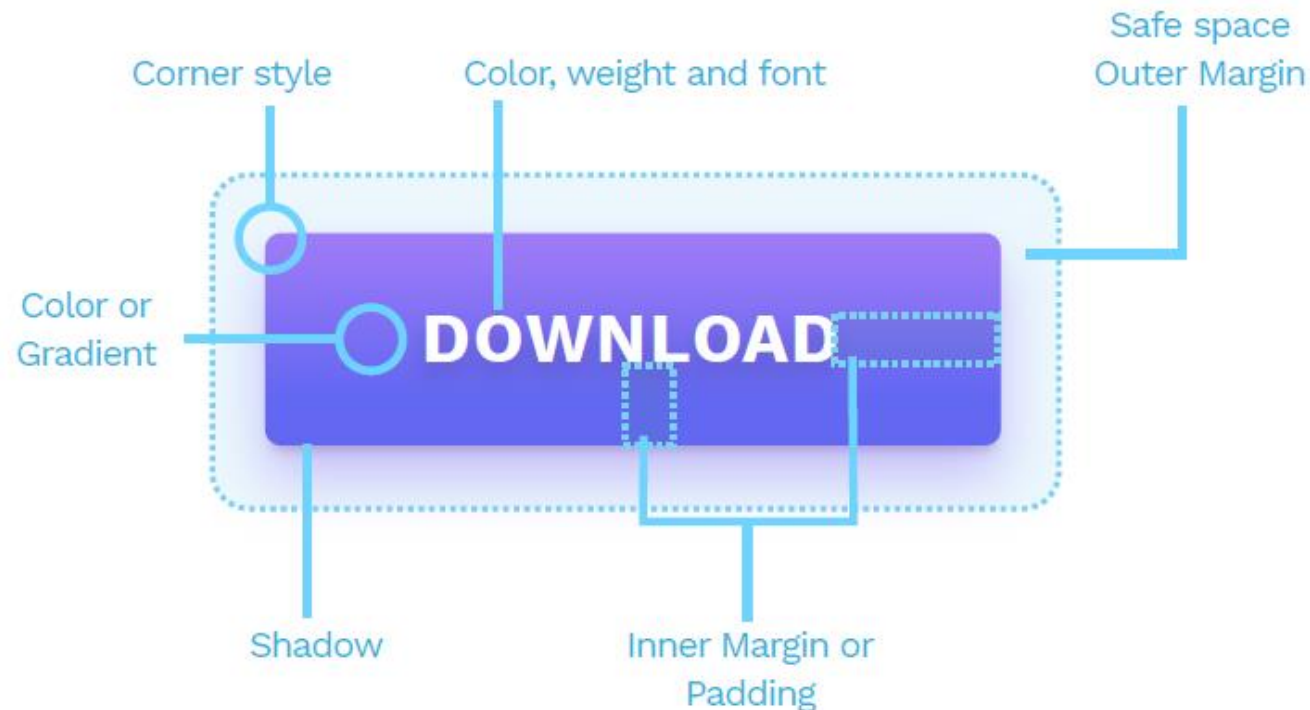 Safe space
Outer Margin
Corner style
Color, weight and font
Color or
Gradient
DOWNLOAD
Shadow
Inner Margin or
Padding